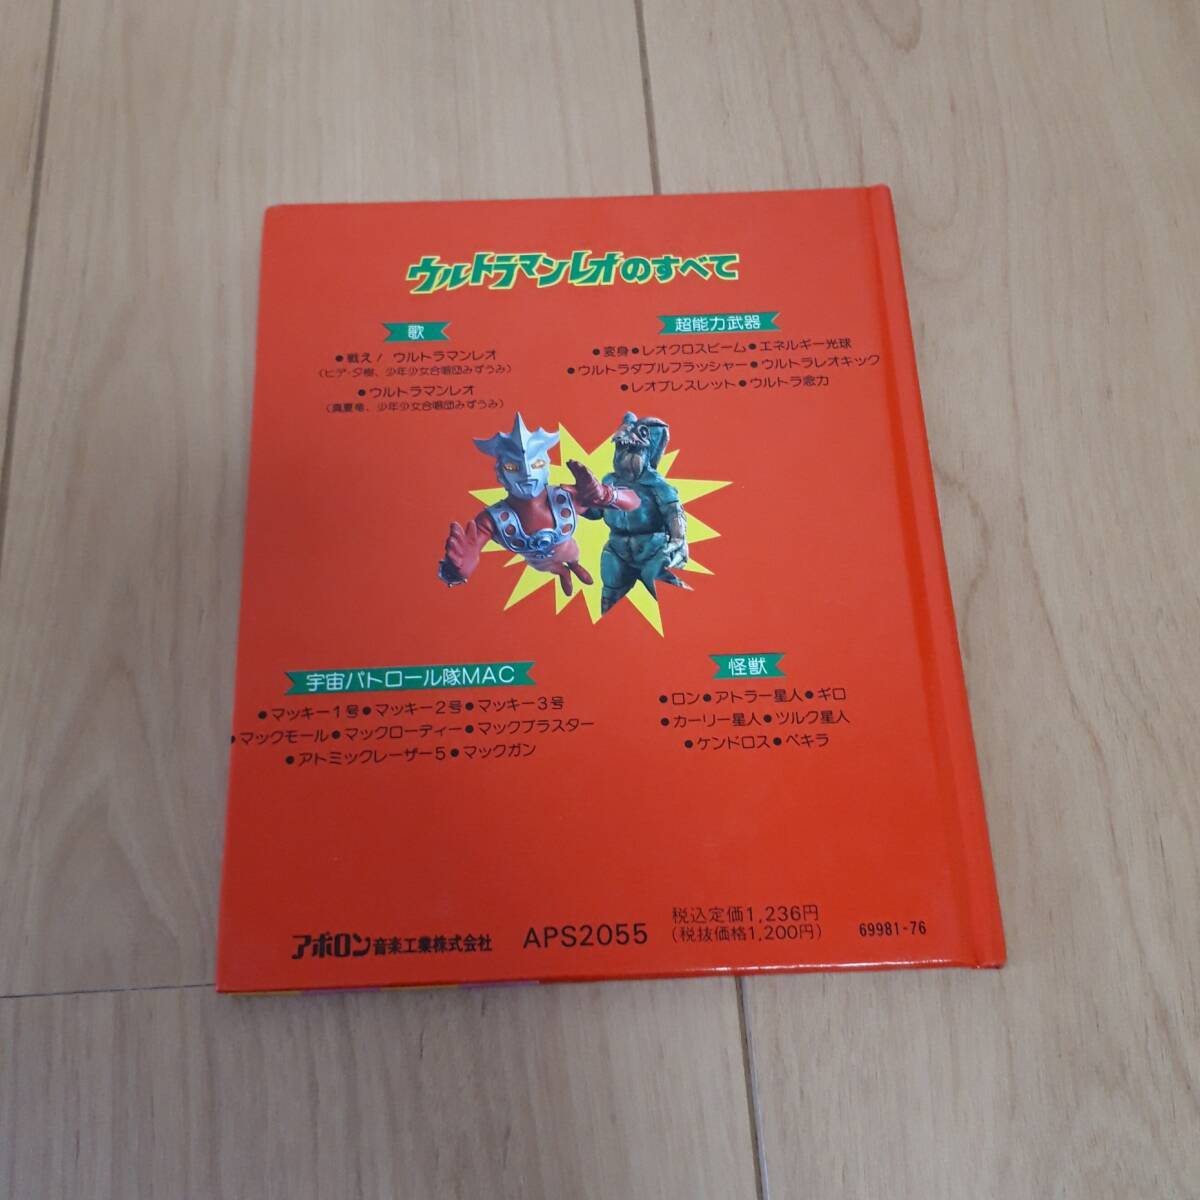 ウルトラマンレオのすべて
歌
●戦え! ウルトラマンレオ
(ヒデ・夕樹、少年少女合唱団みずうみ)
●ウルトラマンレオ
(真夏竜、少年少女合唱団みずうみ)
超能力武器
●変身●レオクロスビーム●エネルギー光球
●ウルトラダブルフラッシャー●ウルトラレオキック
●レオブレスレット●ウルトラ念力
宇宙パトロール隊MAC
●マッキー1号●マッキー2号●マッキー3号
●マックモール●マックローディー●マックブラスター
●アトミックレーザー5●マックガン
怪獣
●ロン●アトラー星人●ギロ
●カーリー星人●ツルク星人
●ケンドロス●ベキラ
アポロン音楽工業株式会社
APS2055
税込定価1,236円
(税抜価格1,200円)
69981-76